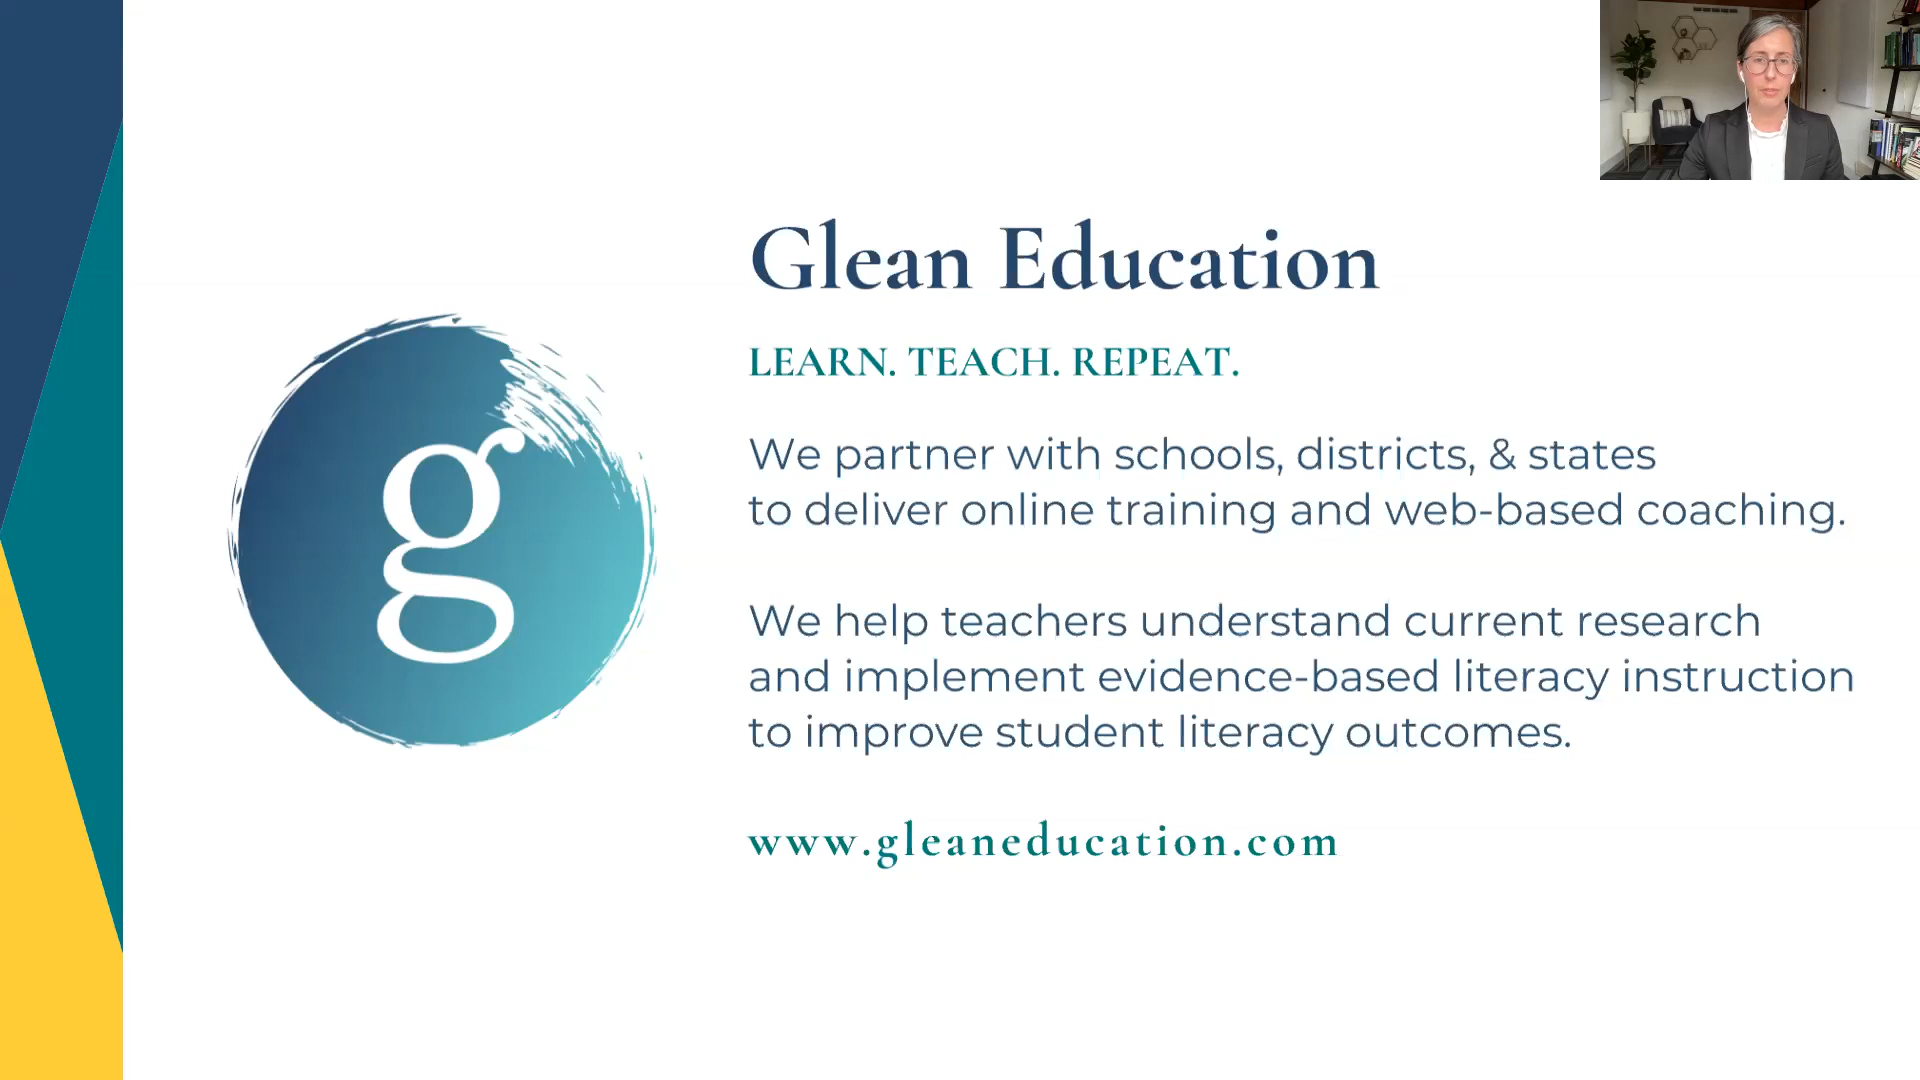 Glean Education
LEARN. TEACH. REPEAT.
We partner with schools, districts, & states
to deliver online training and web-based coaching.
We help teachers understand current research
and implement evidence-based literacy instruction
to improve student literacy outcomes.
www.gleaneducation.com
g